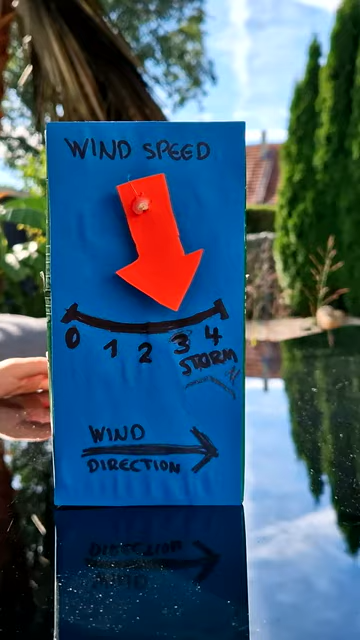 WIND SPEED
0 1 2 3 4
STORM
WIND
DIRECTION